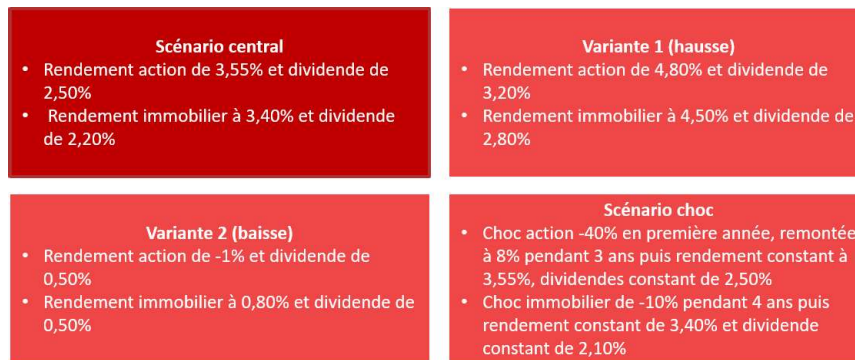 Scénario central
• Rendement action de 3,55% et dividende de
2,50%
• Rendement immobilier à 3,40% et dividende
de 2,20%
Variante 1 (hausse)
• Rendement action de 4,80% et dividende de
3,20%
• Rendement immobilier à 4,50% et dividende de
2,80%
Variante 2 (baisse)
• Rendement action de -1% et dividende de
0,50%
• Rendement immobilier à 0,80% et dividende de
0,50%
Scénario choc
• Choc action -40% en première année, remontée
à 8% pendant 3 ans puis rendement constant à
3,55%, dividendes constant de 2,50%
• Choc immobilier de -10% pendant 4 ans puis
rendement constant de 3,40% et dividende
constant de 2,10%